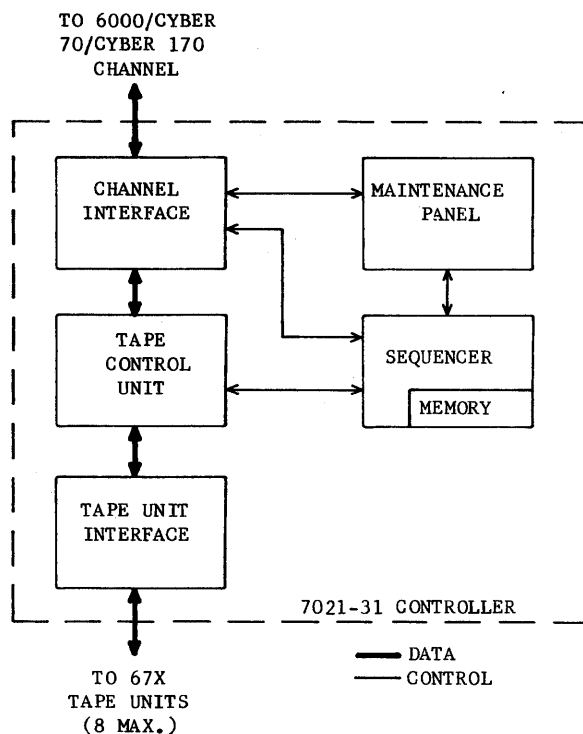 TO 6000/CYBER
70/CYBER 170
CHANNEL
CHANNEL
INTERFACE
MAINTENANCE
PANEL
TAPE
CONTROL
UNIT
SEQUENCER
MEMORY
TAPE UNIT
INTERFACE
7021-31 CONTROLLER
TO 67X
TAPE UNITS
(8 MAX.)
DATA
CONTROL